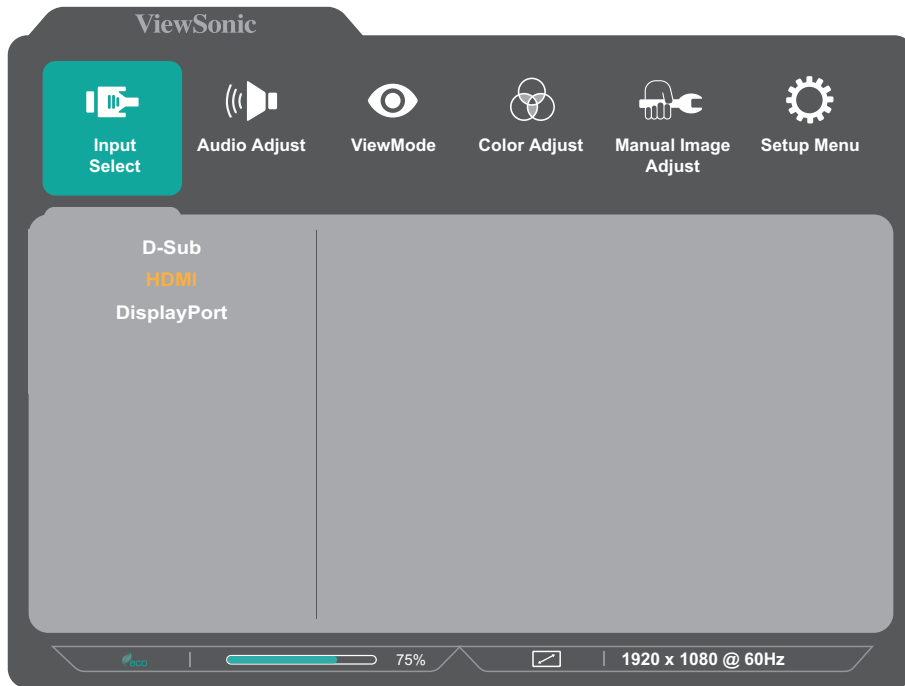 ViewSonic
Input
Select
Audio Adjust
ViewMode
Color Adjust
Manual Image
Adjust
Setup Menu
D-Sub
HDMI
DisplayPort
eco
75%
1920 x 1080 @ 60Hz